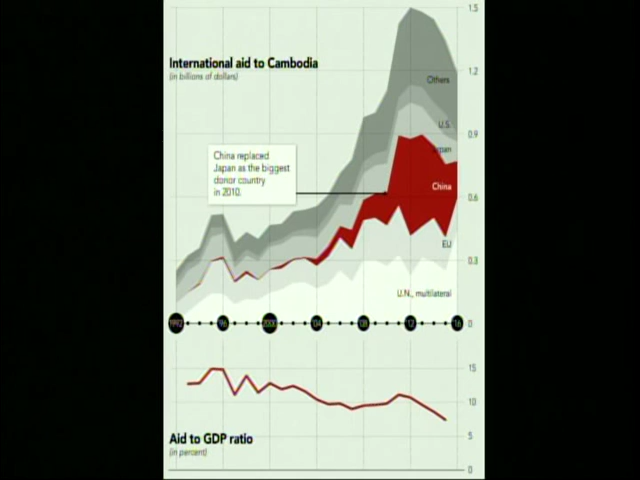 1.5
International aid to Cambodia
(in billions of dollars)
1.2
Others
U.S.
0.9
Japan
China replaced
Japan as the biggest
donor country
in 2010.
China
0.6
EU
0.3
U.N., multilateral
1992 '96 2000 '04 '08 '12 '16 0
15
10
5
Aid to GDP ratio
(in percent)
0